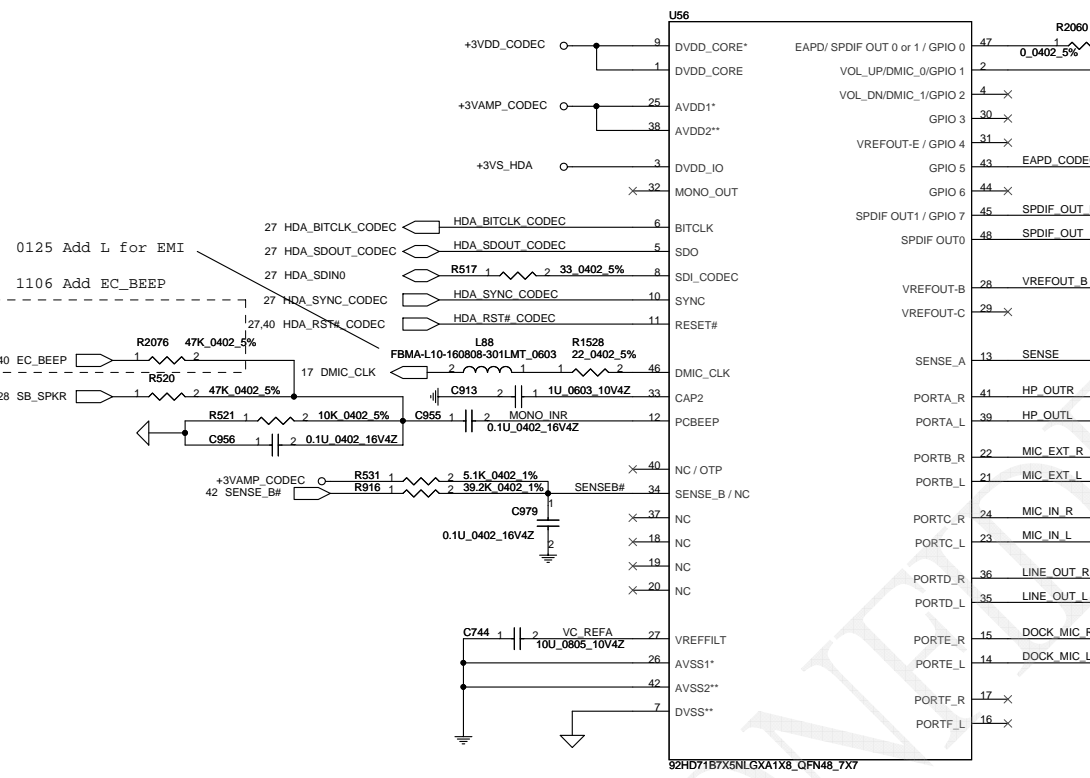 U56
+3VDD_CODEC
9 DVDD_CORE*
1 DVDD_CORE
+3VAMP_CODEC
25 AVDD1*
38 AVDD2**
+3VS_HDA
3 DVDD_IO
32 MONO_OUT
27 HDA_BITCLK_CODEC HDA_BITCLK_CODEC 6 BITCLK
27 HDA_SDOUT_CODEC HDA_SDOUT_CODEC 5 SDO
27 HDA_SDIN0 R517 1 2 33_0402_5% 8 SDI_CODEC
27 HDA_SYNC_CODEC HDA_SYNC_CODEC 10 SYNC
27,40 HDA_RST#_CODEC HDA_RST#_CODEC 11 RESET#
0125 Add L for EMI
1106 Add EC_BEEP
R2076 47K_0402_5%
40 EC_BEEP 1 2
L88 R1528
FBMA-L10-160808-301LMT_0603 22_0402_5%
17 DMIC_CLK 2 1 1 2 46 DMIC_CLK
R520
28 SB_SPKR 1 2 47K_0402_5%
C913 2 1 1U_0603_10V4Z 33 CAP2
R521 1 2 10K_0402_5%
C955 1 2 MONO_INR 12 PCBEEP
0.1U_0402_16V4Z
C956 1 2 0.1U_0402_16V4Z
+3VAMP_CODEC R531 1 2 5.1K_0402_1%
42 SENSE_B# R916 1 2 39.2K_0402_1% SENSEB# 34 SENSE_B / NC
40 NC / OTP
C979 1
0.1U_0402_16V4Z 2
37 NC
18 NC
19 NC
20 NC
C744 1 2 VC_REFA 27 VREFFILT
10U_0805_10V4Z
26 AVSS1*
42 AVSS2**
7 DVSS**
EAPD/ SPDIF OUT 0 or 1 / GPIO 0 47
R2060
1
0_0402_5%
VOL_UP/DMIC_0/GPIO 1 2
VOL_DN/DMIC_1/GPIO 2 4
GPIO 3 30
VREFOUT-E / GPIO 4 31
GPIO 5 43 EAPD_CODE
GPIO 6 44
SPDIF OUT1 / GPIO 7 45 SPDIF_OUT_
SPDIF OUT0 48 SPDIF_OUT
VREFOUT-B 28 VREFOUT_B
VREFOUT-C 29
SENSE_A 13 SENSE
PORTA_R 41 HP_OUTR
PORTA_L 39 HP_OUTL
PORTB_R 22 MIC_EXT_R
PORTB_L 21 MIC_EXT_L
PORTC_R 24 MIC_IN_R
PORTC_L 23 MIC_IN_L
PORTD_R 36 LINE_OUT_R
PORTD_L 35 LINE_OUT_L
PORTE_R 15 DOCK_MIC_R
PORTE_L 14 DOCK_MIC_L
PORTF_R 17
PORTF_L 16
92HD71B7X5NLGXA1X8_QFN48_7X7